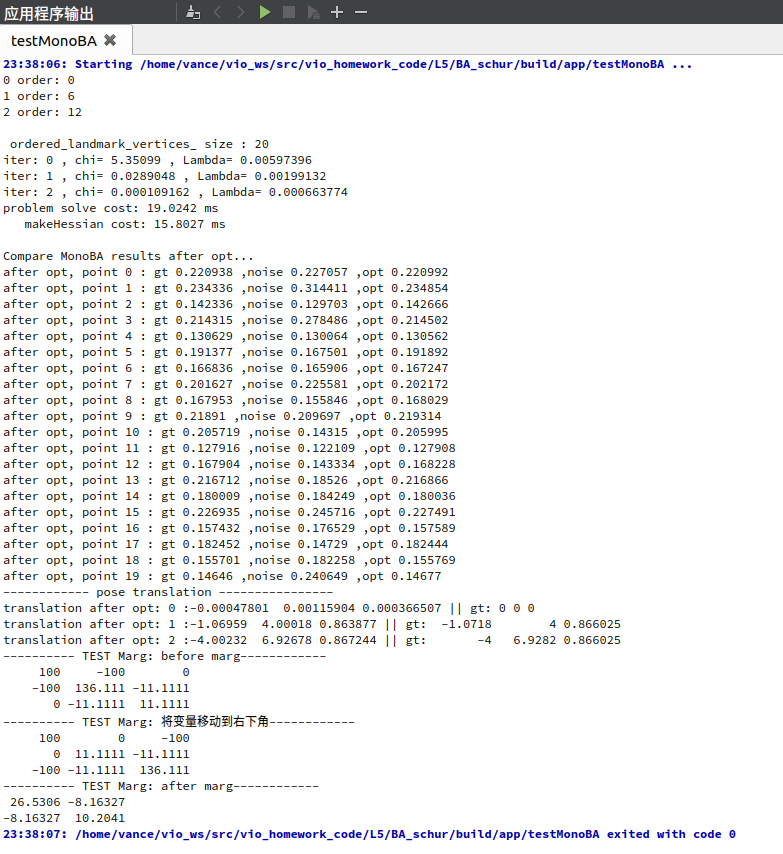 应用程序输出
testMonoBA
23:38:06: Starting /home/vance/vio_ws/src/vio_homework_code/L5/BA_schur/build/app/testMonoBA ...
0 order: 0
1 order: 6
2 order: 12
ordered_landmark_vertices_ size : 20
iter: 0 , chi= 5.35099 , Lambda= 0.00597396
iter: 1 , chi= 0.0289048 , Lambda= 0.00199132
iter: 2 , chi= 0.000109162 , Lambda= 0.000663774
problem solve cost: 19.0242 ms
makeHessian cost: 15.8027 ms
Compare MonoBA results after opt...
after opt, point 0 : gt 0.220938 ,noise 0.227057 ,opt 0.220992
after opt, point 1 : gt 0.234336 ,noise 0.314411 ,opt 0.234854
after opt, point 2 : gt 0.142336 ,noise 0.129703 ,opt 0.142666
after opt, point 3 : gt 0.214315 ,noise 0.278486 ,opt 0.214502
after opt, point 4 : gt 0.130629 ,noise 0.130064 ,opt 0.130562
after opt, point 5 : gt 0.191377 ,noise 0.167501 ,opt 0.191892
after opt, point 6 : gt 0.166836 ,noise 0.165906 ,opt 0.167247
after opt, point 7 : gt 0.201627 ,noise 0.225581 ,opt 0.202172
after opt, point 8 : gt 0.167953 ,noise 0.155846 ,opt 0.168029
after opt, point 9 : gt 0.21891 ,noise 0.209697 ,opt 0.219314
after opt, point 10 : gt 0.205719 ,noise 0.14315 ,opt 0.205995
after opt, point 11 : gt 0.127916 ,noise 0.122109 ,opt 0.127908
after opt, point 12 : gt 0.167904 ,noise 0.143334 ,opt 0.168228
after opt, point 13 : gt 0.216712 ,noise 0.18526 ,opt 0.216866
after opt, point 14 : gt 0.180009 ,noise 0.184249 ,opt 0.180036
after opt, point 15 : gt 0.226935 ,noise 0.245716 ,opt 0.227491
after opt, point 16 : gt 0.157432 ,noise 0.176529 ,opt 0.157589
after opt, point 17 : gt 0.182452 ,noise 0.14729 ,opt 0.182444
after opt, point 18 : gt 0.155701 ,noise 0.182258 ,opt 0.155769
after opt, point 19 : gt 0.14646 ,noise 0.240649 ,opt 0.14677
------------ pose translation ----------------
translation after opt: 0 :-0.00047801  0.00115904 0.000366507 || gt: 0 0 0
translation after opt: 1 :-1.06959  4.00018 0.863877 || gt:  -1.0718        4 0.866025
translation after opt: 2 :-4.00232  6.92678 0.867244 || gt:       -4   6.9282 0.866025
---------- TEST Marg: before marg------------
100     -100        0
-100  136.111 -11.1111
0 -11.1111  11.1111
---------- TEST Marg: 将变量移动到右下角------------
100        0     -100
0  11.1111 -11.1111
-100 -11.1111  136.111
---------- TEST Marg: after marg------------
26.5306 -8.16327
-8.16327  10.2041
23:38:07: /home/vance/vio_ws/src/vio_homework_code/L5/BA_schur/build/app/testMonoBA exited with code 0